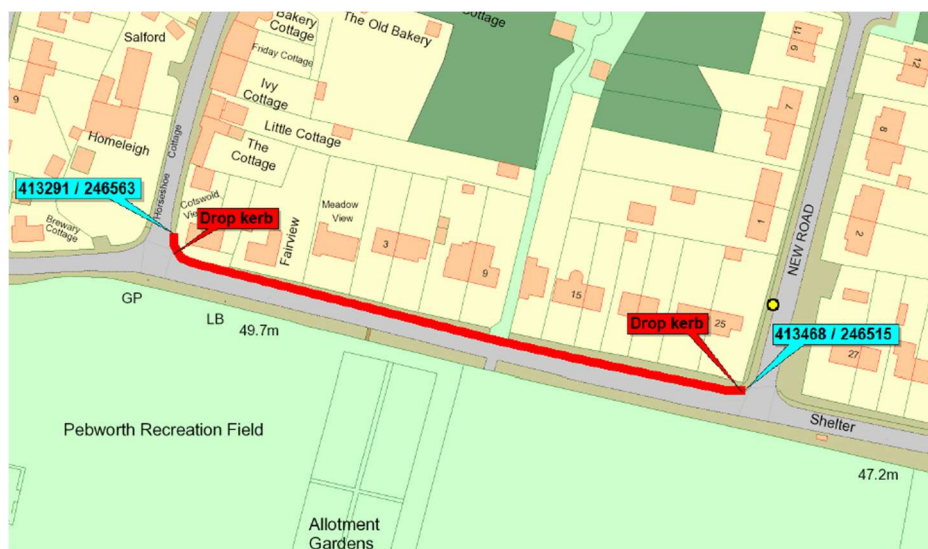 Bakery
Cottage
The Old Bakery
Cottage
Salford
Friday Cottage
Ivy
Cottage
9
Little Cottage
The
Cottage
Homeleigh
Horseshoe Cottage
413291 / 246563
Cotswold
View
Drop kerb
Fairview
Meadow
View
3
9
Brewary
Cottage
GP
LB
49.7m
15
25
Drop kerb
413468 / 246515
NEW ROAD
11
9
7
1
12
8
2
27
Shelter
47.2m
Pebworth Recreation Field
Allotment
Gardens